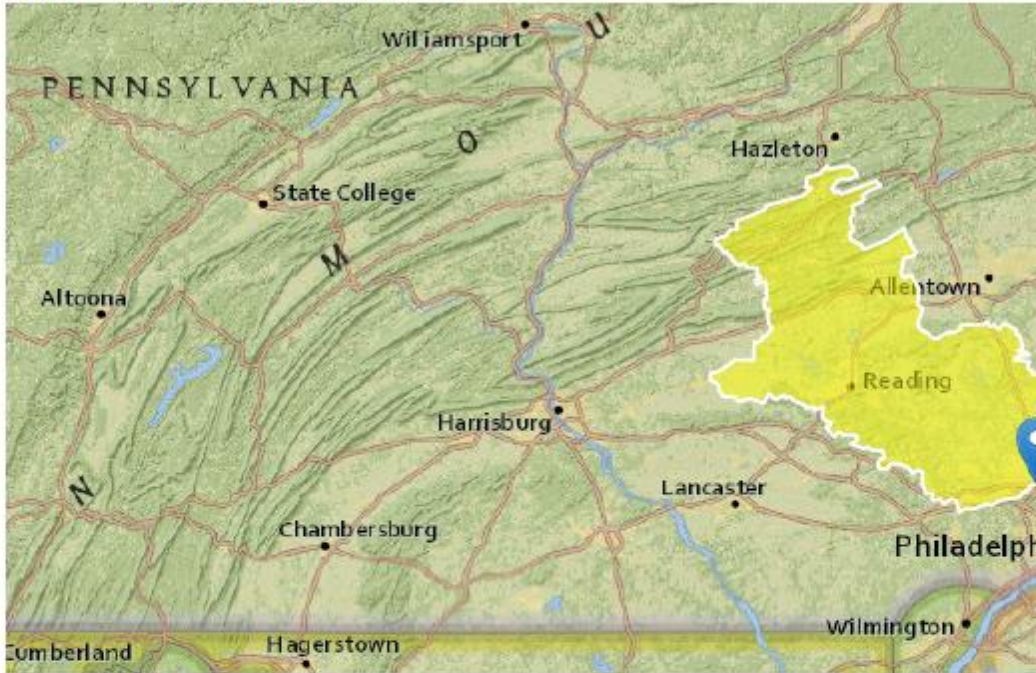 Williamsport
U
PENNSYLVANIA
O
Hazleton
State College
M
Allentown
Altoona
Reading
Harrisburg
N
Lancaster
Chambersburg
Philadelph
Wilmington
Hagerstown
Cumberland